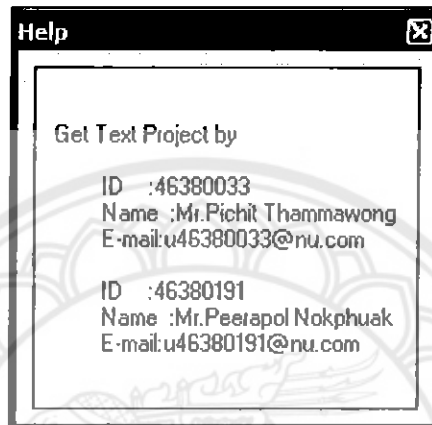 Help
Get Text Project by
ID :46380033
Name :Mr.Pichit Thammawong
E-mail:u46380033@nu.com
ID :46380191
Name :Mr.Peerapol Nokphuak
E-mail:u46380191@nu.com